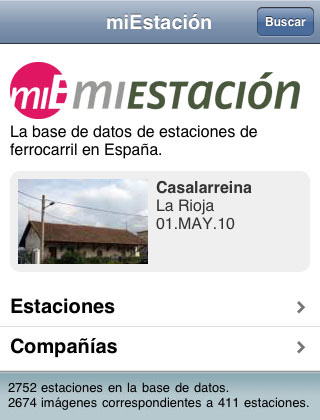 miEstación
Buscar
miE miESTACIÓN
La base de datos de estaciones de
ferrocarril en España.
Casalarreina
La Rioja
01.MAY.10
Estaciones
Compañías
2752 estaciones en la base de datos.
2674 imágenes correspondientes a 411 estaciones.